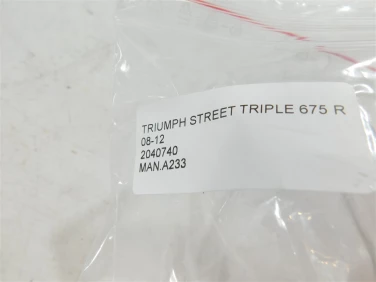 TRIUMPH STREET TRIPLE 675 R
08-12
2040740
MAN.A233